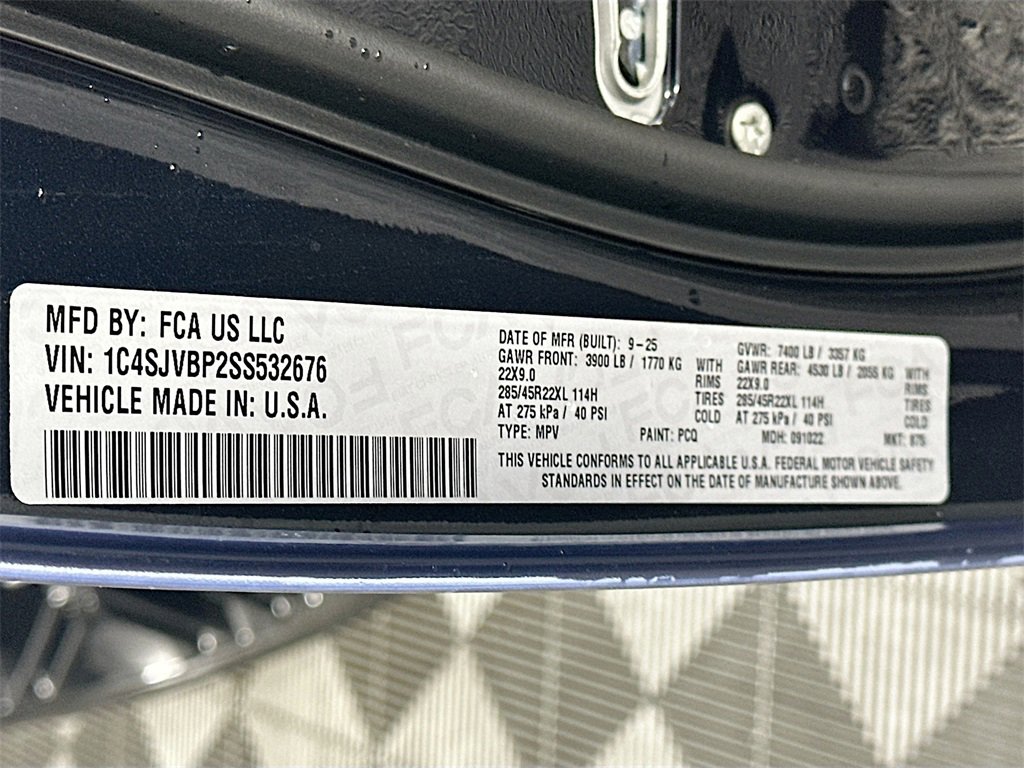 MFD BY: FCA US LLC
VIN: 1C4SJVBP2SS532676
VEHICLE MADE IN: U.S.A.
DATE OF MFR (BUILT): 9-25 GVWR: 7400 LB / 3357 KG
GAWR FRONT: 3900 LB / 1770 KG WITH GAWR REAR: 4530 LB / 2055 KG WITH
22X9.0 RIMS 22X9.0 RIMS
285/45R22XL 114H TIRES 285/45R22XL 114H TIRES
AT 275 kPa / 40 PSI COLD AT 275 kPa / 40 PSI COLD
TYPE: MPV PAINT: PCQ MDH: 091022 MKT: 875
THIS VEHICLE CONFORMS TO ALL APPLICABLE U.S.A. FEDERAL MOTOR VEHICLE SAFETY
STANDARDS IN EFFECT ON THE DATE OF MANUFACTURE SHOWN ABOVE.